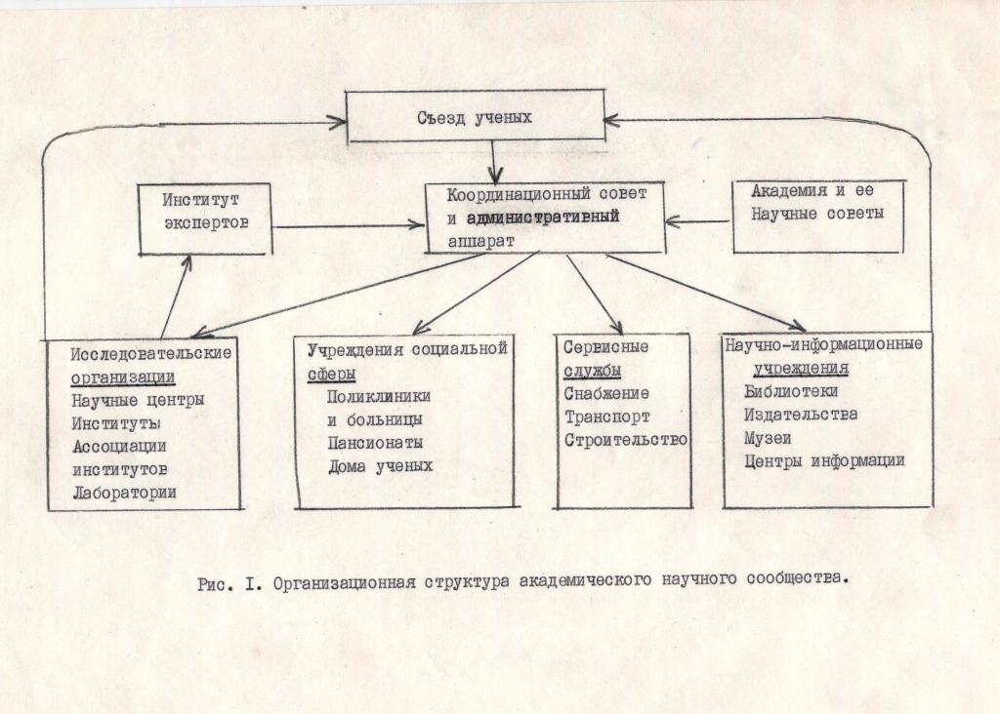 Съезд ученых
Институт
экспертов
Координационный совет
и административный
аппарат
Академия и ее
Научные советы
Исследовательские
организации
Научные центры
Институты
Ассоциации
институтов
Лаборатории
Учреждения социальной
сферы
Поликлиники
и больницы
Пансионаты
Дома ученых
Сервисные
службы
Снабжение
Транспорт
Строительство
Научно-информационные
учреждения
Библиотеки
Издательства
Музеи
Центры информации
Рис. I. Организационная структура академического научного сообщества.